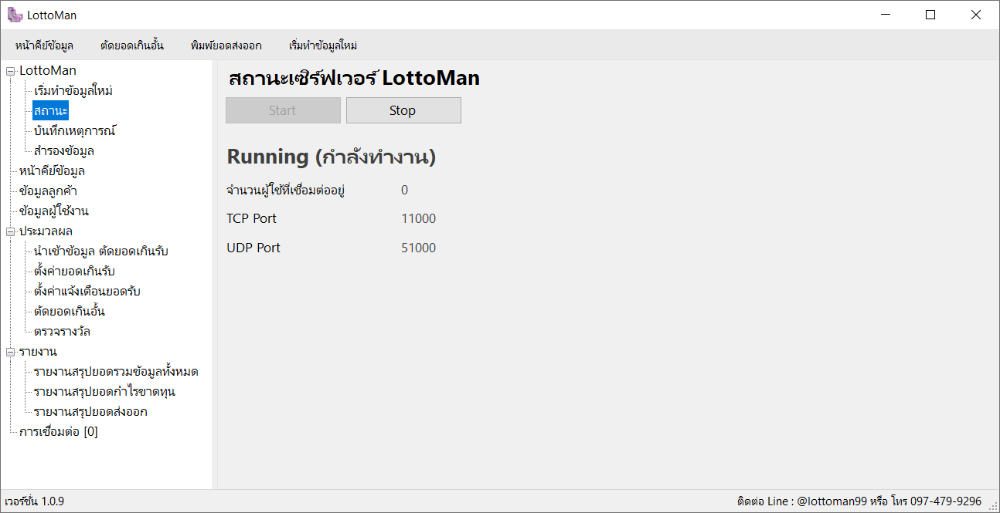 LottoMan
หน้าคีย์ข้อมูล ตัดยอดเกินอั้น พิมพ์ยอดส่งออก เริ่มทำข้อมูลใหม่
LottoMan
เริ่มทำข้อมูลใหม่
สถานะ
บันทึกเหตุการณ์
สำรองข้อมูล
หน้าคีย์ข้อมูล
ข้อมูลลูกค้า
ข้อมูลผู้ใช้งาน
ประมวลผล
นำเข้าข้อมูล ตัดยอดเกินรับ
ตั้งค่ายอดเกินรับ
ตั้งค่าแจ้งเตือนยอดรับ
ตัดยอดเกินอั้น
ตรวจรางวัล
รายงาน
รายงานสรุปยอดรวมข้อมูลทั้งหมด
รายงานสรุปยอดกำไรขาดทุน
รายงานสรุปยอดส่งออก
การเชื่อมต่อ [0]
สถานะเซิร์ฟเวอร์ LottoMan
Start Stop
Running (กำลังทำงาน)
จำนวนผู้ใช้ที่เชื่อมต่ออยู่ 0
TCP Port 11000
UDP Port 51000
เวอร์ชั่น 1.0.9 ติดต่อ Line : @lottoman99 หรือ โทร 097-479-9296